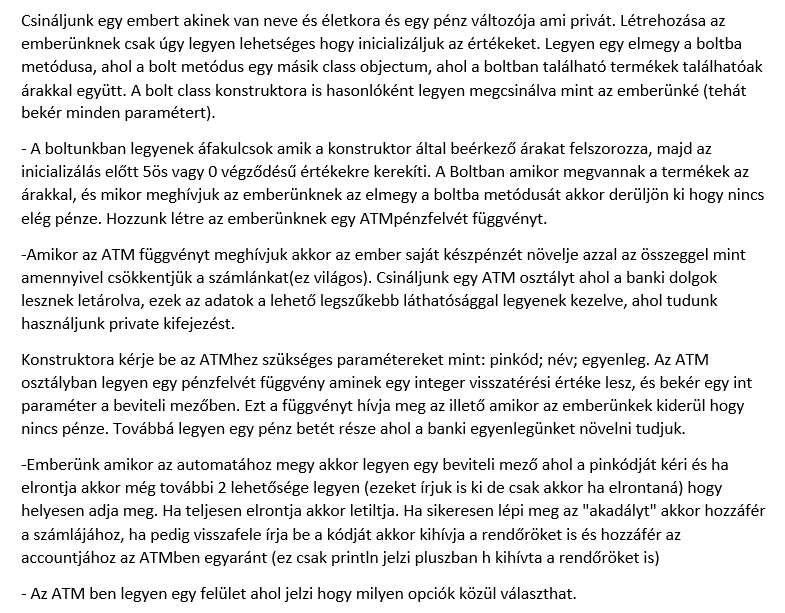 Csináljunk egy embert akinek van neve és életkora és egy pénz változója ami privát. Létrehozása az
emberünknek csak úgy legyen lehetséges hogy inicializáljuk az értékeket. Legyen egy elmegy a boltba
metódusa, ahol a bolt metódus egy másik class objectum, ahol a boltban található termékek találhatóak
árakkal együtt. A bolt class konstruktora is hasonlóként legyen megcsinálva mint az emberünké (tehát
bekér minden paramétert).
- A boltunkban legyenek áfakulcsok amik a konstruktor által beérkező árakat felszorozza, majd az
inicializálás előtt 5ös vagy 0 végződésű értékekre kerekíti. A Boltban amikor megvannak a termékek az
árakkal, és mikor meghívjuk az emberünknek az elmegy a boltba metódusát akkor derüljön ki hogy nincs
elég pénze. Hozzunk létre az emberünknek egy ATMpénzfelvét függvényt.
-Amikor az ATM függvényt meghívjuk akkor az ember saját készpénzét növelje azzal az összeggel mint
amennyivel csökkentjük a számlánkat(ez világos). Csináljunk egy ATM osztályt ahol a banki dolgok
lesznek letárolva, ezek az adatok a lehető legszűkebb láthatósággal legyenek kezelve, ahol tudunk
használjunk private kifejezést.
Konstruktora kérje be az ATMhez szükséges paramétereket mint: pinkód; név; egyenleg. Az ATM
osztályban legyen egy pénzfelvét függvény aminek egy integer visszatérési értéke lesz, és bekér egy int
paraméter a beviteli mezőben. Ezt a függvényt hívja meg az illető amikor az emberünkek kiderül hogy
nincs pénze. Továbbá legyen egy pénz betét része ahol a banki egyenlegünket növelni tudjuk.
-Emberünk amikor az automatához megy akkor legyen egy beviteli mező ahol a pinkódját kéri és ha
elrontja akkor még további 2 lehetősége legyen (ezeket írjuk is ki de csak akkor ha elrontaná) hogy
helyesen adja meg. Ha teljesen elrontja akkor letiltja. Ha sikeresen lépi meg az "akadályt" akkor hozzáfér
a számlájához, ha pedig visszafele írja be a kódját akkor kihívja a rendőröket is és hozzáfér az
accountjához az ATMben egyaránt (ez csak println jelzi pluszban h kihívta a rendőröket is)
- Az ATM ben legyen egy felület ahol jelzi hogy milyen opciók közül választhat.